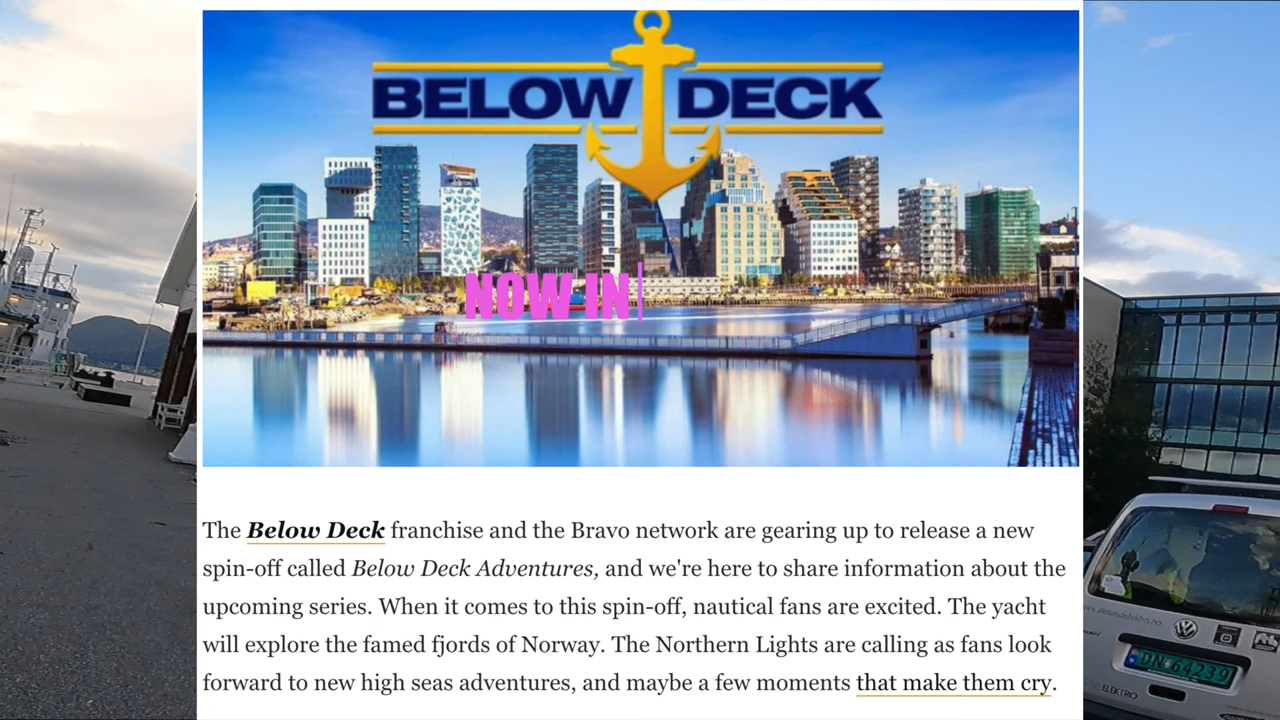 BELOW DECK
NOW IN
The Below Deck franchise and the Bravo network are gearing up to release a new
spin-off called Below Deck Adventures, and we're here to share information about the
upcoming series. When it comes to this spin-off, nautical fans are excited. The yacht
will explore the famed fjords of Norway. The Northern Lights are calling as fans look
forward to new high seas adventures, and maybe a few moments that make them cry.
DN 64239
ELEKTRO